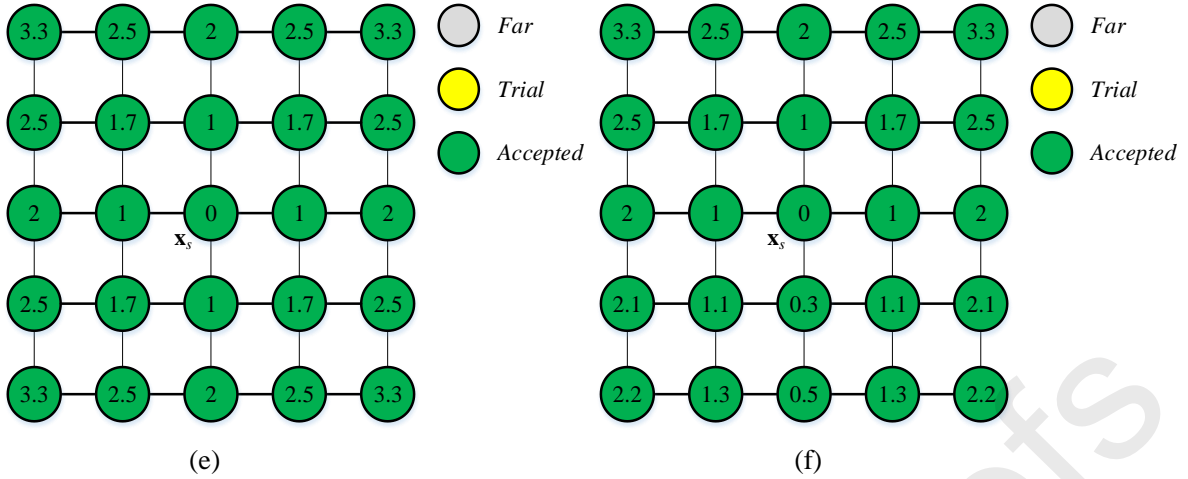 3.3 2.5 2 2.5 3.3 Far 3.3 2.5 2 2.5 3.3 Far
Trial Trial
2.5 1.7 1 1.7 2.5 2.5 1.7 1 1.7 2.5
Accepted Accepted
2 1 0 1 2 2 1 0 1 2
xs xs
2.5 1.7 1 1.7 2.5 2.1 1.1 0.3 1.1 2.1
3.3 2.5 2 2.5 3.3 2.2 1.3 0.5 1.3 2.2
(e) (f)